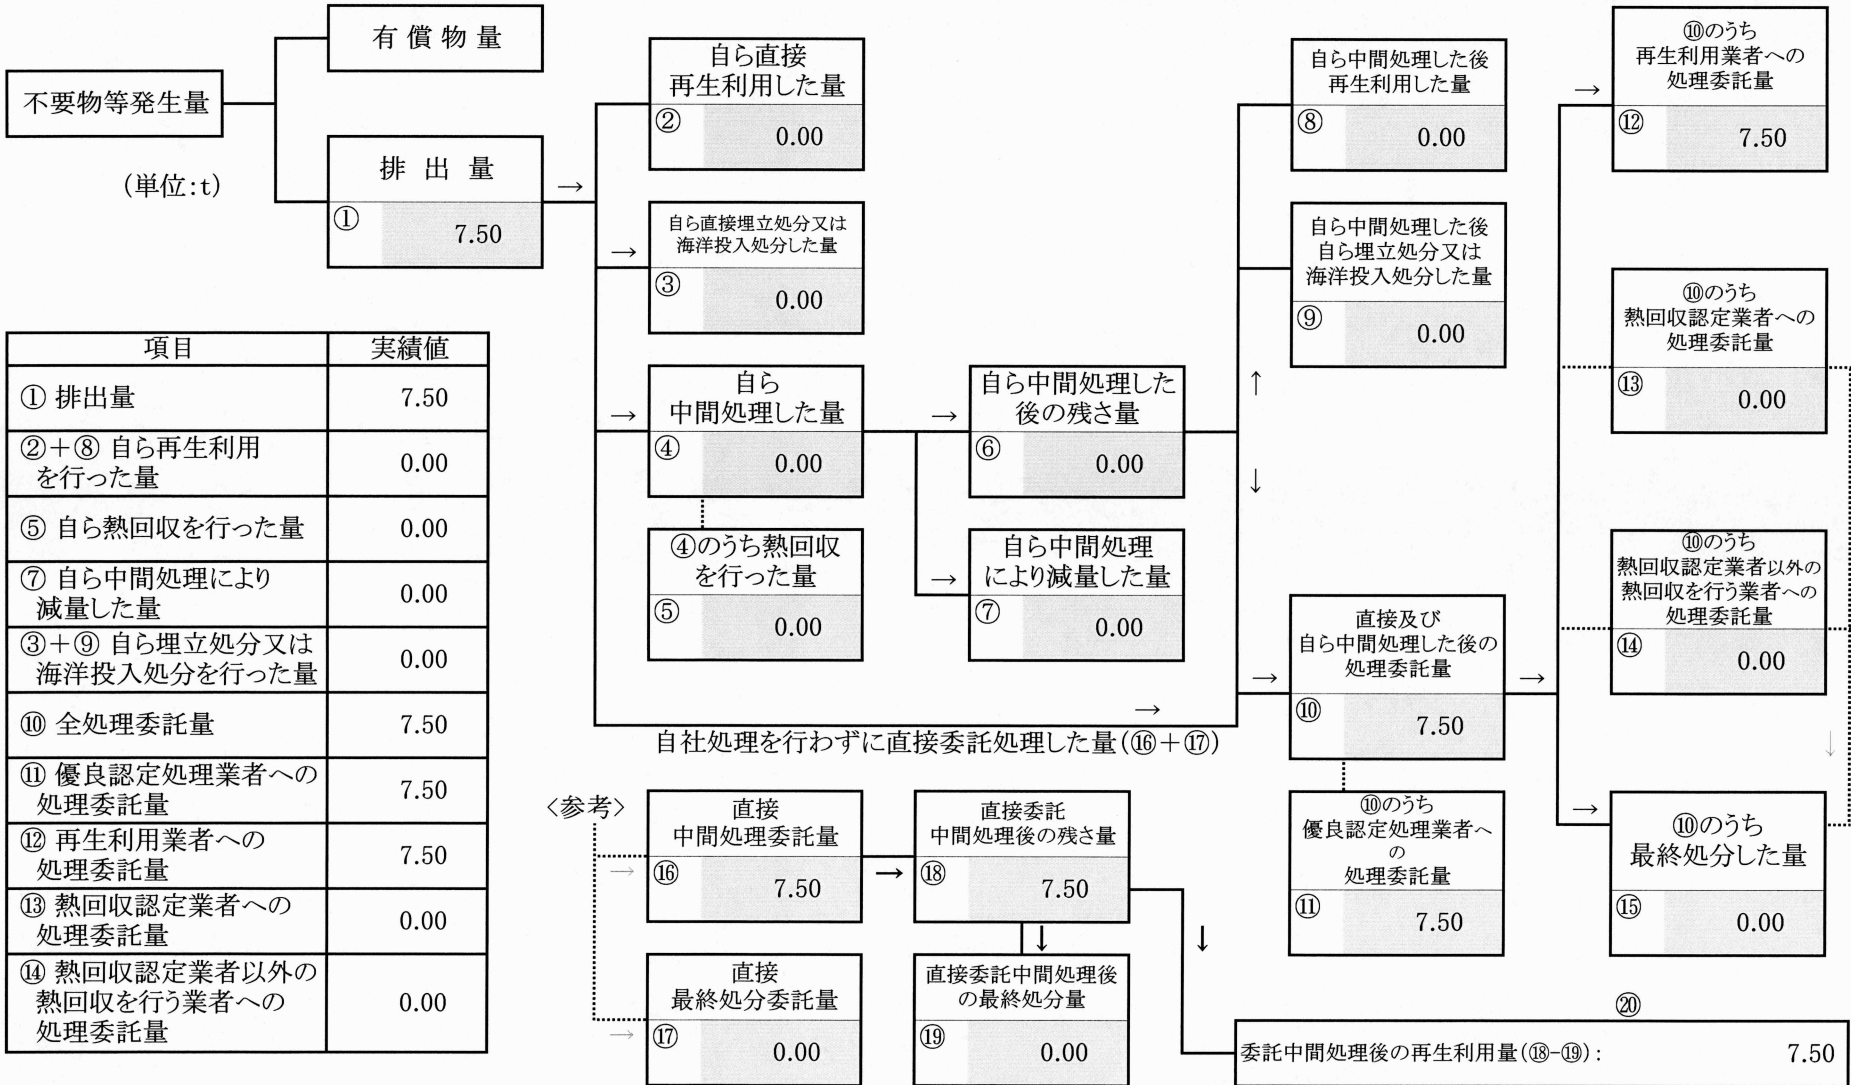 有 償 物 量
不要物等発生量
(単位:t)
排 出 量
①
7.50
→
自ら直接
再生利用した量
②
0.00
→
自ら直接埋立処分又は
海洋投入処分した量
③
0.00
→
自ら
中間処理した量
④
0.00
④のうち熱回収
を行った量
⑤
0.00
→
自ら中間処理した
後の残さ量
⑥
0.00
→
自ら中間処理
により減量した量
⑦
0.00
↑
↓
自ら中間処理した後
再生利用した量
⑧
0.00
自ら中間処理した後
自ら埋立処分又は
海洋投入処分した量
⑨
0.00
→
自社処理を行わずに直接委託処理した量(⑯+⑰)
→
直接及び
自ら中間処理した後の
処理委託量
⑩
7.50
⑩のうち
優良認定処理業者へ
の
処理委託量
⑪
7.50
→
→
⑩のうち
再生利用業者への
処理委託量
⑫
7.50
⑩のうち
熱回収認定業者への
処理委託量
⑬
0.00
⑩のうち
熱回収認定業者以外の
熱回収を行う業者への
処理委託量
⑭
0.00
↓
→
⑩のうち
最終処分した量
⑮
0.00
項目 実績値
① 排出量 7.50
②+⑧ 自ら再生利用
を行った量 0.00
⑤ 自ら熱回収を行った量 0.00
⑦ 自ら中間処理により
減量した量 0.00
③+⑨ 自ら埋立処分又は
海洋投入処分を行った量 0.00
⑩ 全処理委託量 7.50
⑪ 優良認定処理業者への
処理委託量 7.50
⑫ 再生利用業者への
処理委託量 7.50
⑬ 熱回収認定業者への
処理委託量 0.00
⑭ 熱回収認定業者以外の
熱回収を行う業者への
処理委託量 0.00
〈参考〉
→
直接
中間処理委託量
⑯
7.50
→
直接委託
中間処理後の残さ量
⑱
7.50
↓
↓
→
直接
最終処分委託量
⑰
0.00
直接委託中間処理後
の最終処分量
⑲
0.00
⑳
委託中間処理後の再生利用量(⑱-⑲): 7.50